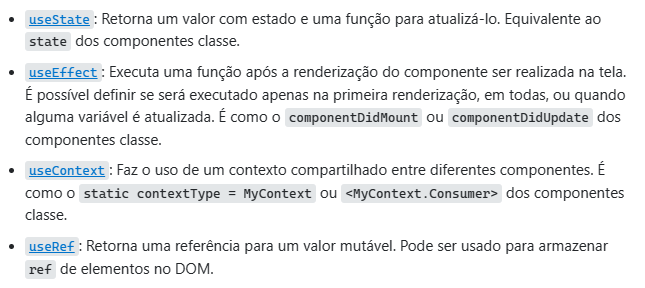 • useState: Retorna um valor com estado e uma função para atualizá-lo. Equivalente ao
state dos componentes classe.
• useEffect: Executa uma função após a renderização do componente ser realizada na tela.
É possível definir se será executado apenas na primeira renderização, em todas, ou quando
alguma variável é atualizada. É como o componentDidMount ou componentDidUpdate dos
componentes classe.
• useContext: Faz o uso de um contexto compartilhado entre diferentes componentes. É
como o static contextType = MyContext ou <MyContext.Consumer> dos componentes
classe.
• useRef: Retorna uma referência para um valor mutável. Pode ser usado para armazenar
ref de elementos no DOM.